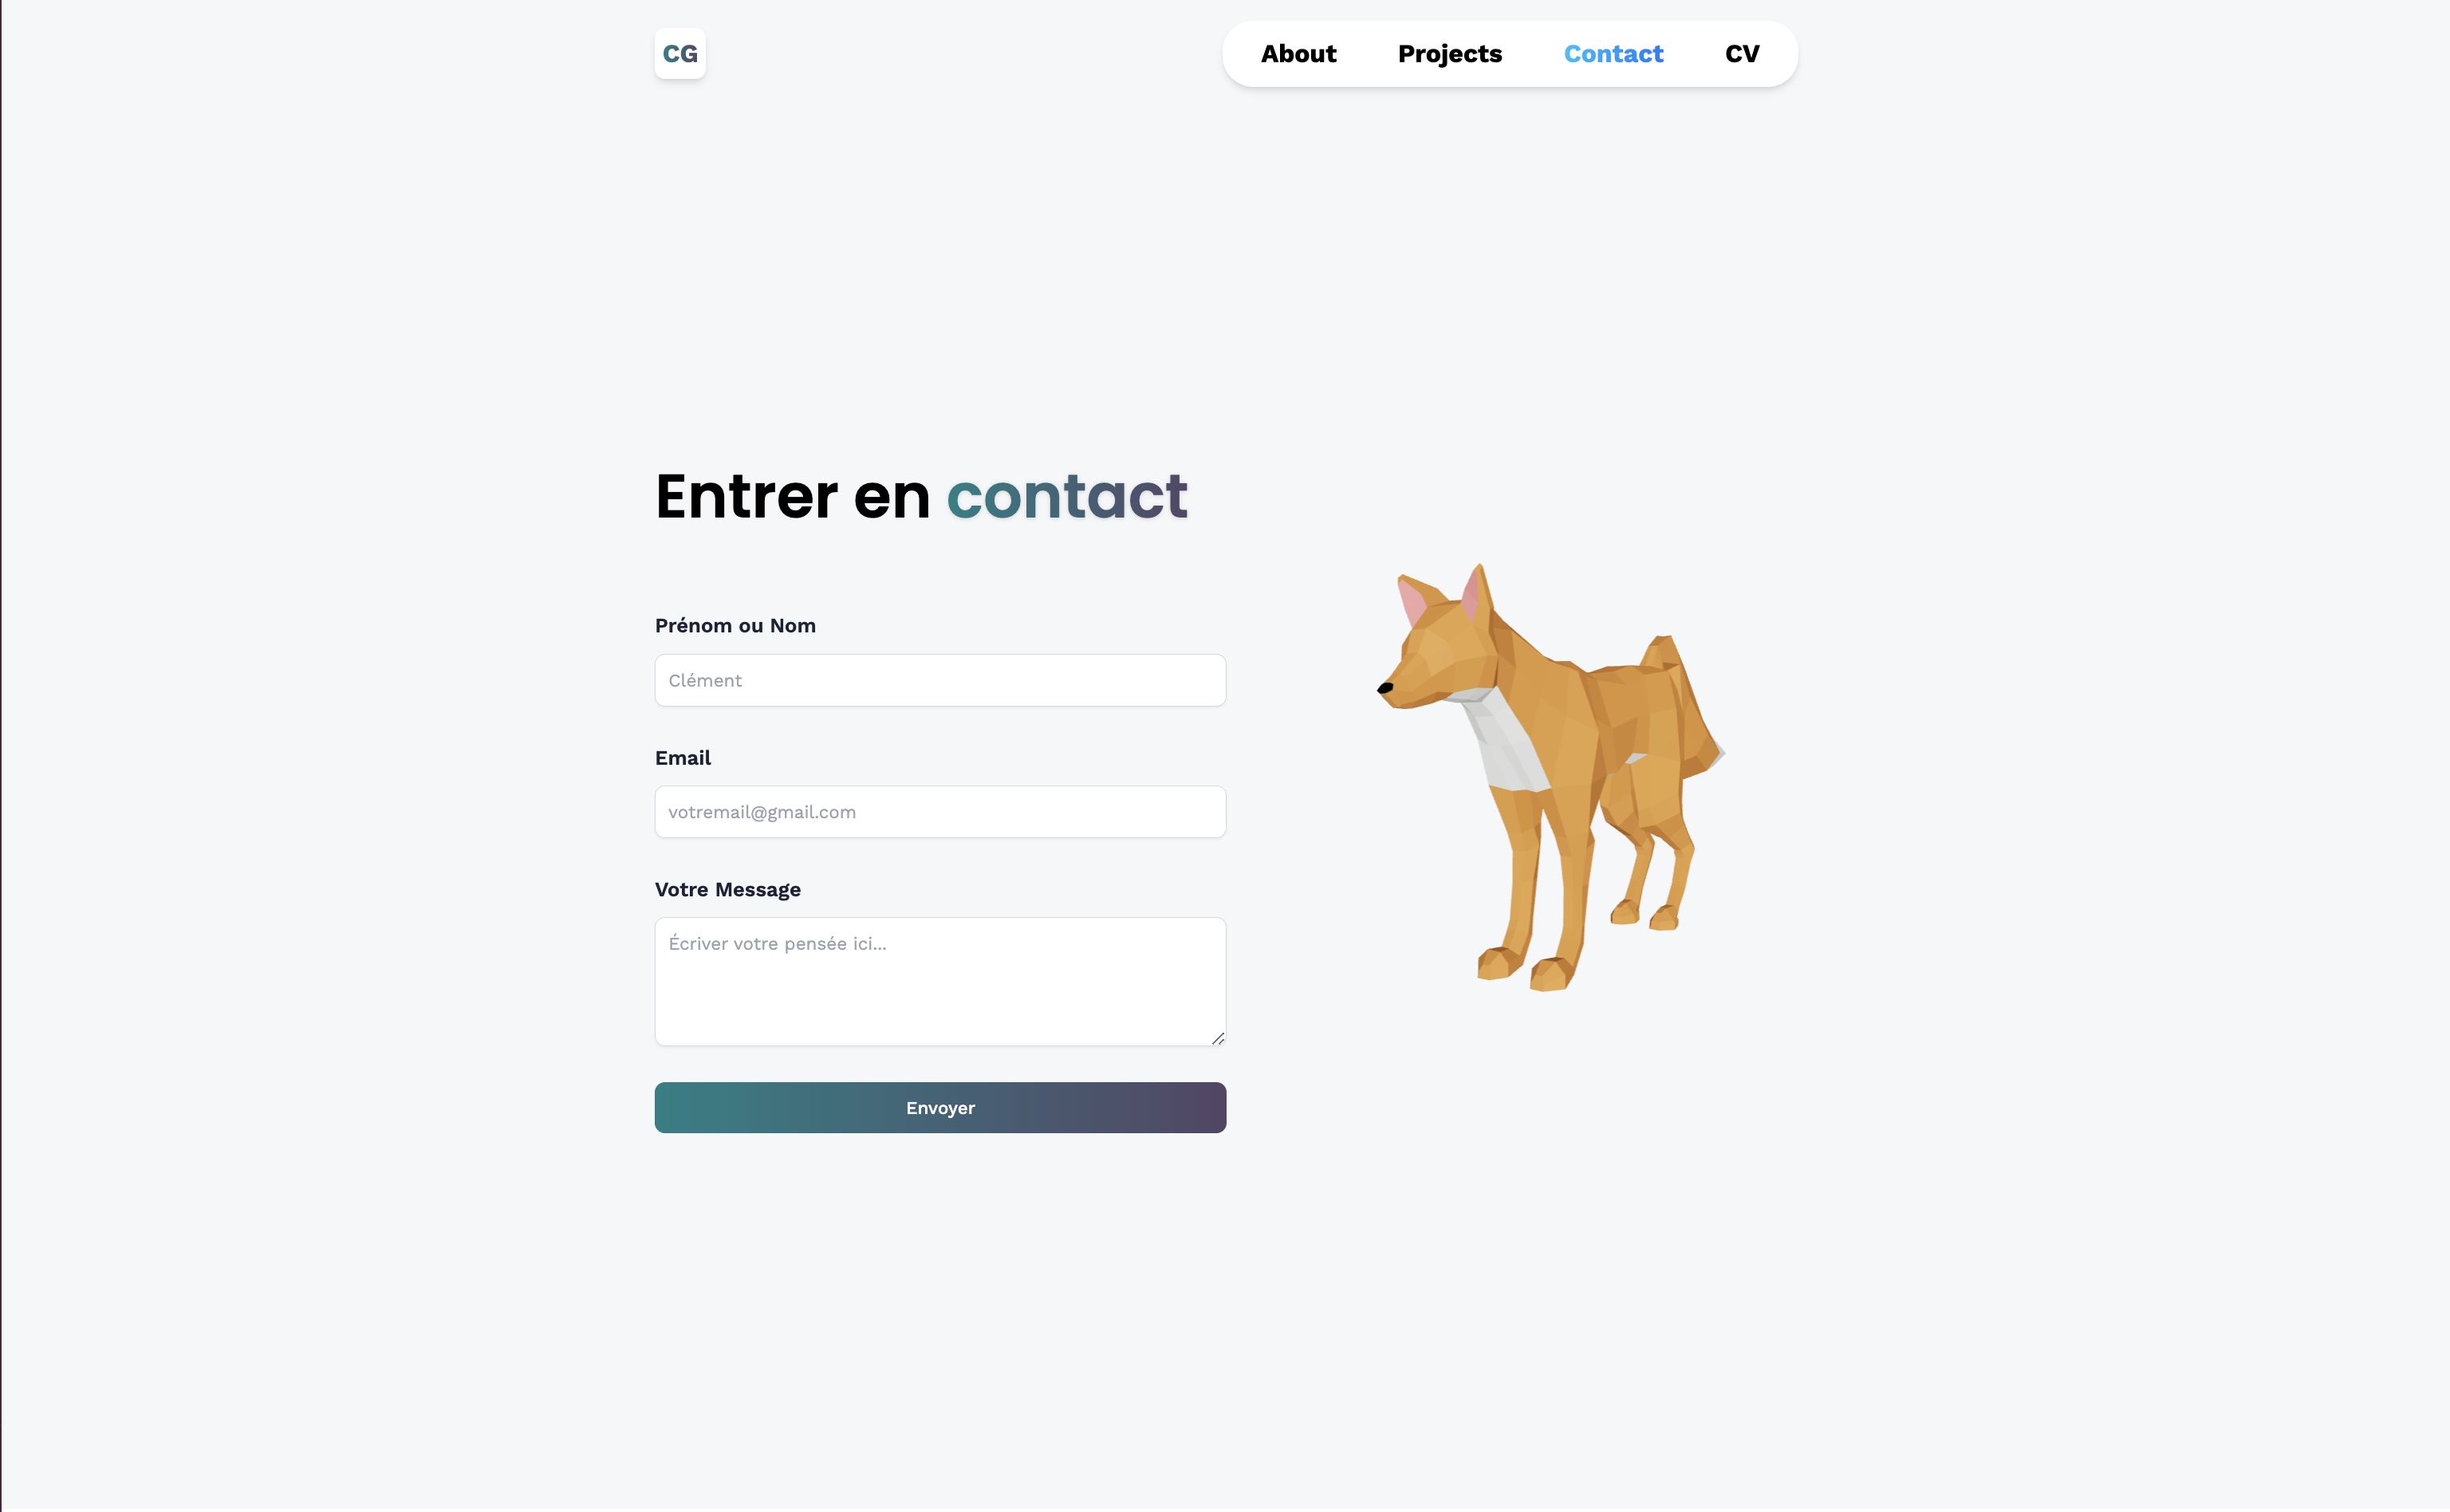 CG
About Projects Contact CV
Entrer en contact
Prénom ou Nom
Clément
Email
votremail@gmail.com
Votre Message
Écriver votre pensée ici...
Envoyer